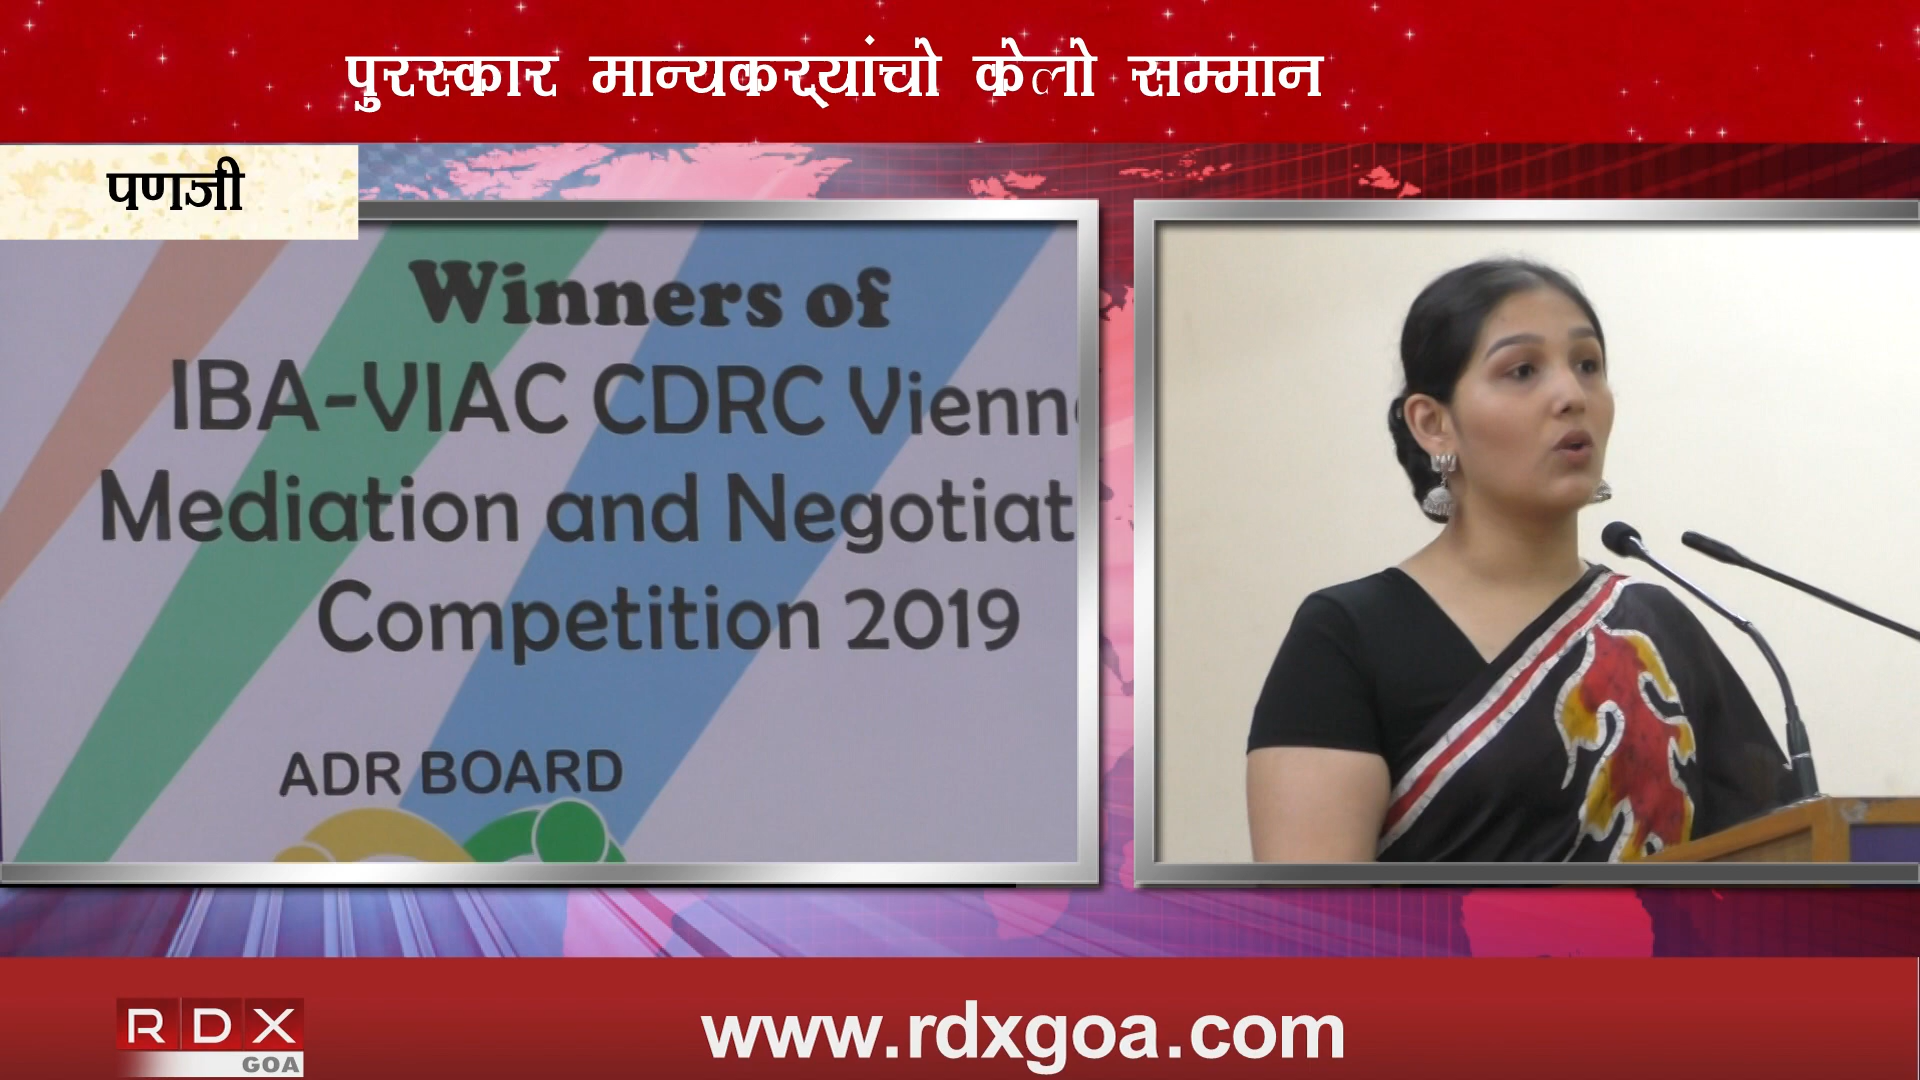 पुरस्कार मान्यकऱ्यांचो केलो सम्मान
पणजी
Winners of
IBA-VIAC CDRC Vienn
Mediation and Negotiat
Competition 2019
ADR BOARD
RDX
GOA
www.rdxgoa.com